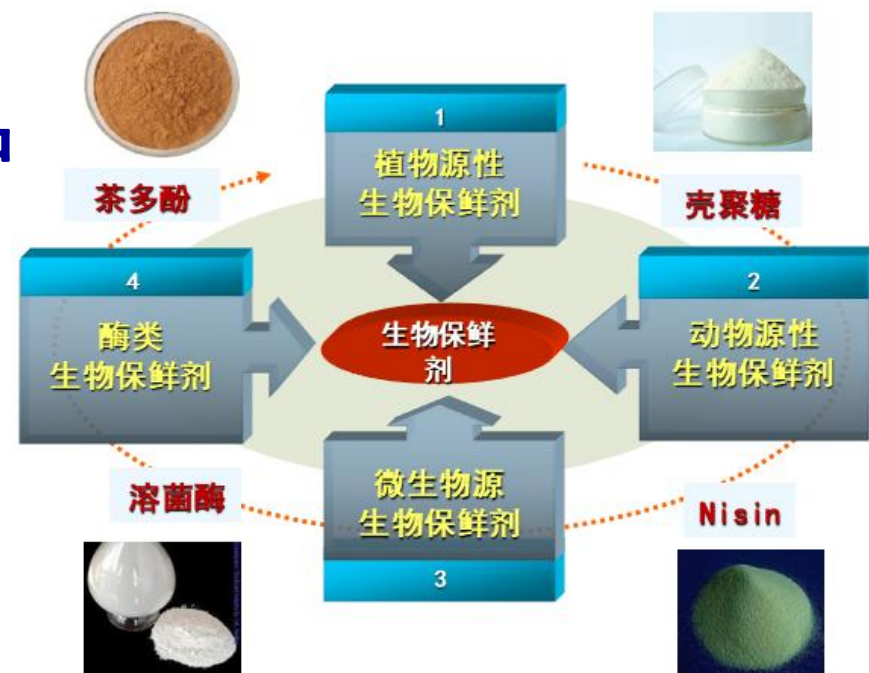 1
植物源性
生物保鲜剂
茶多酚
壳聚糖
4
酶类
生物保鲜剂
生物保鲜
剂
2
动物源性
生物保鲜剂
溶菌酶
微生物源
生物保鲜剂
3
Nisin